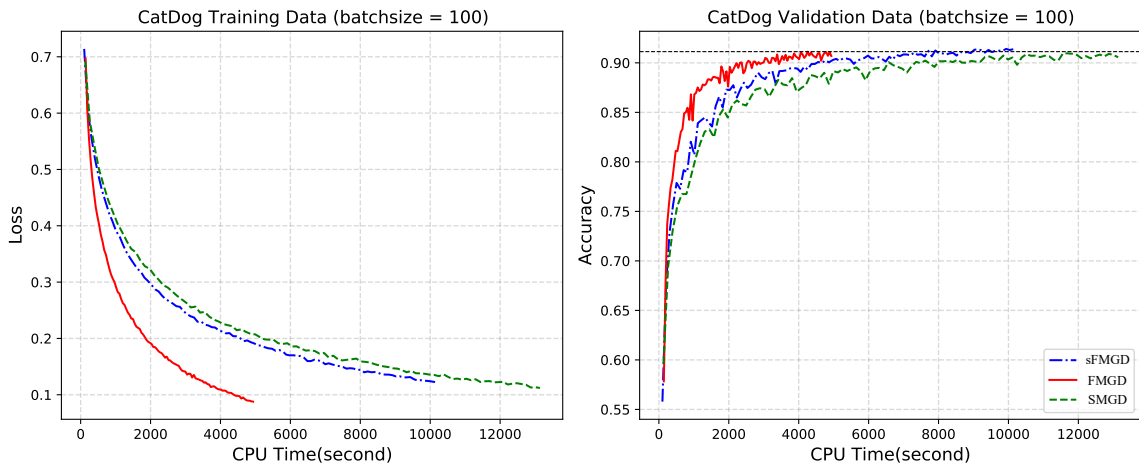 CatDog Training Data (batchsize = 100)
Loss
0.7
0.6
0.5
0.4
0.3
0.2
0.1
0 2000 4000 6000 8000 10000 12000
CPU Time(second)
CatDog Validation Data (batchsize = 100)
Accuracy
0.90
0.85
0.80
0.75
0.70
0.65
0.60
0.55
sFMGD
FMGD
SMGD
0 2000 4000 6000 8000 10000 12000
CPU Time(second)